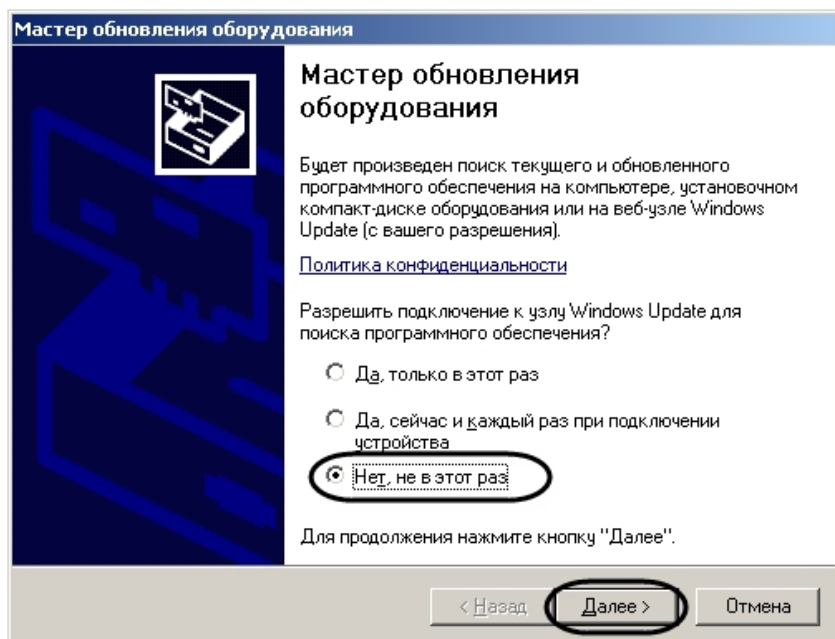 Мастер обновления оборудования
Мастер обновления
оборудования
Будет произведен поиск текущего и обновленного
программного обеспечения на компьютере, установочном
компакт-диске оборудования или на веб-узле Windows
Update (с вашего разрешения).
Политика конфиденциальности
Разрешить подключение к узлу Windows Update для
поиска программного обеспечения?
Да, только в этот раз
Да, сейчас и каждый раз при подключении
устройства
Нет, не в этот раз
Для продолжения нажмите кнопку "Далее".
< Назад
Далее >
Отмена